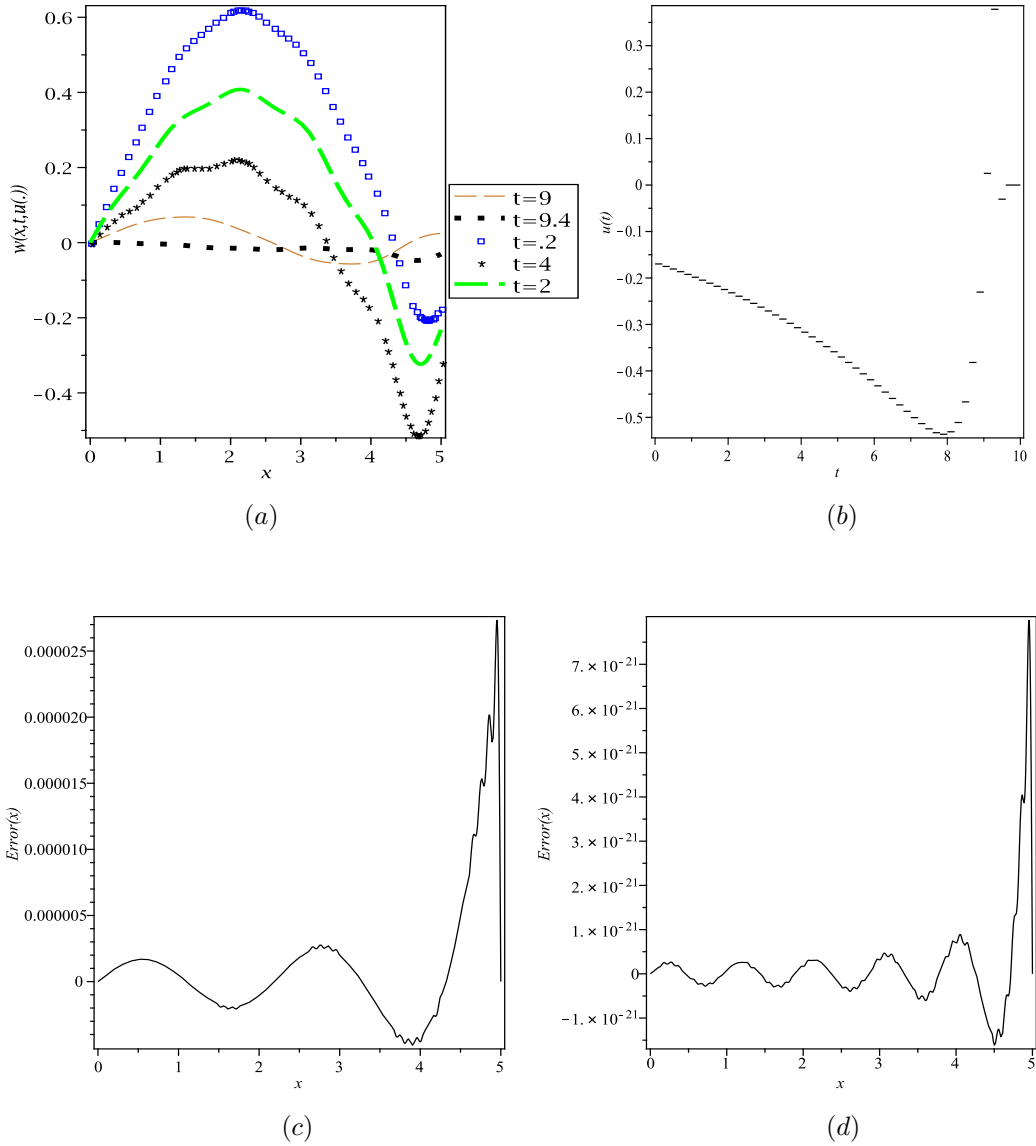 0.6
0.4
0.2
0
−0.2
−0.4
w(x,t,u(.))
0 1 2 3 4 5
x
t=9
t=9.4
t=.2
t=4
t=2
(a)
0.3
0.2
0.1
0
−0.1
−0.2
−0.3
−0.4
−0.5
u(t)
0 2 4 6 8 10
t
(b)
0.000025
0.000020
0.000015
0.000010
0.000005
0
Error(x)
0 1 2 3 4 5
x
(c)
7. × 10⁻²¹
6. × 10⁻²¹
5. × 10⁻²¹
4. × 10⁻²¹
3. × 10⁻²¹
2. × 10⁻²¹
1. × 10⁻²¹
0
−1. × 10⁻²¹
Error(x)
0 1 2 3 4 5
x
(d)